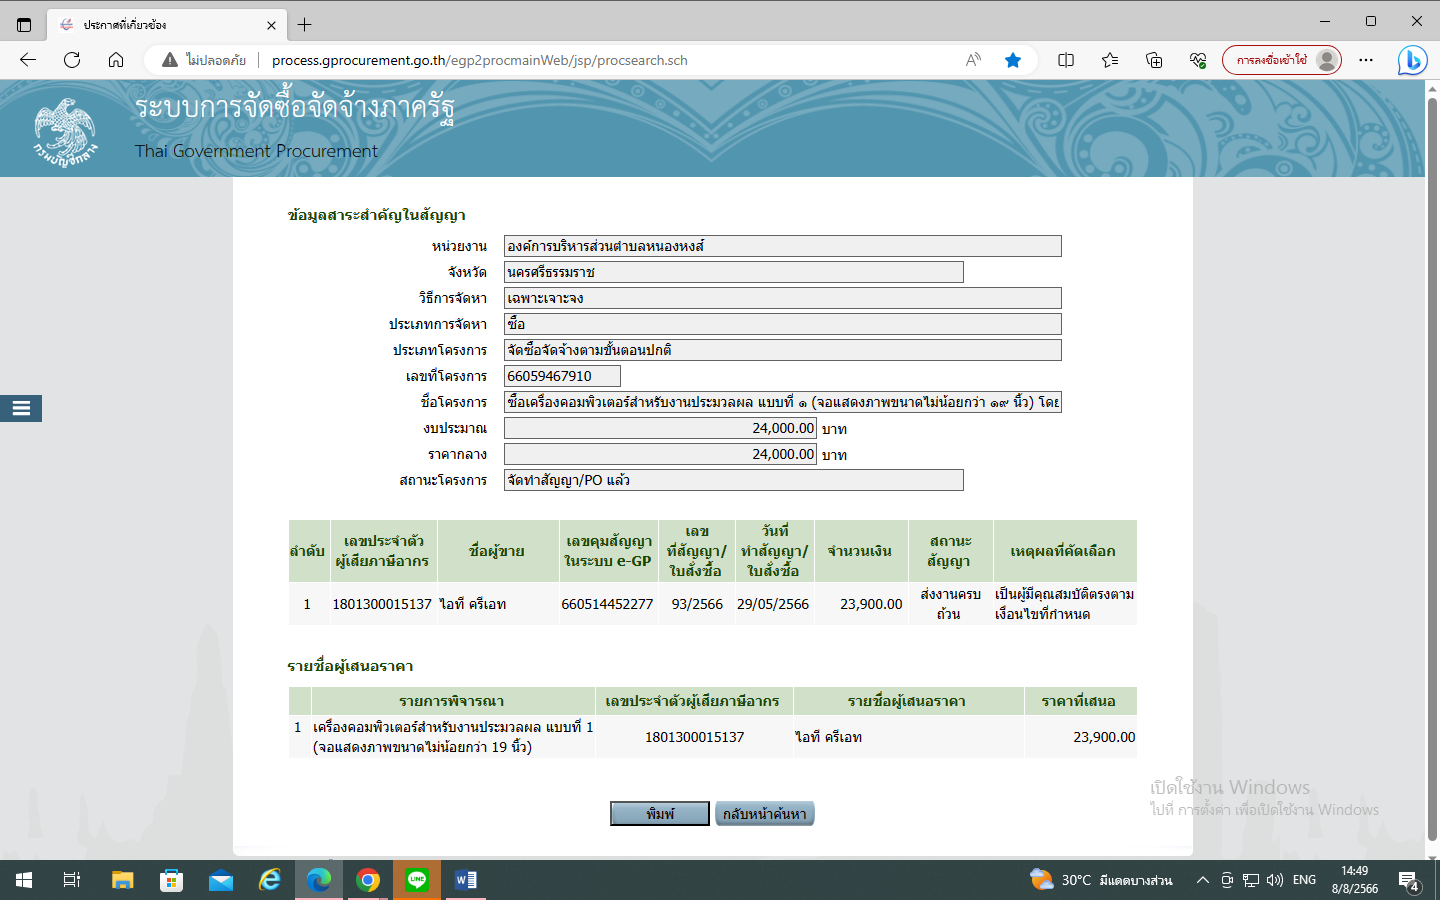 ประกาศที่เกี่ยวข้อง
ไม่ปลอดภัย
process.gprocurement.go.th/egp2procmainWeb/jsp/procsearch.sch
การลงชื่อเข้าใช้
ระบบการจัดซื้อจัดจ้างภาครัฐ
Thai Government Procurement
กรมบัญชีกลาง
ข้อมูลสาระสำคัญในสัญญา
หน่วยงาน องค์การบริหารส่วนตำบลหนองหงส์
จังหวัด นครศรีธรรมราช
วิธีการจัดหา เฉพาะเจาะจง
ประเภทการจัดหา ซื้อ
ประเภทโครงการ จัดซื้อจัดจ้างตามขั้นตอนปกติ
เลขที่โครงการ 66059467910
ชื่อโครงการ ซื้อเครื่องคอมพิวเตอร์สำหรับงานประมวลผล แบบที่ ๑ (จอแสดงภาพขนาดไม่น้อยกว่า ๑๙ นิ้ว) โดย
งบประมาณ 24,000.00 บาท
ราคากลาง 24,000.00 บาท
สถานะโครงการ จัดทำสัญญา/PO แล้ว
ลำดับ
เลขประจำตัว
ผู้เสียภาษีอากร
ชื่อผู้ขาย
เลขคุมสัญญา
ในระบบ e-GP
เลข
ที่สัญญา/
ใบสั่งซื้อ
วันที่
ทำสัญญา/
ใบสั่งซื้อ
จำนวนเงิน
สถานะ
สัญญา
เหตุผลที่คัดเลือก
1
1801300015137
ไอที ครีเอท
660514452277
93/2566
29/05/2566
23,900.00
ส่งงานครบ
ถ้วน
เป็นผู้มีคุณสมบัติตรงตาม
เงื่อนไขที่กำหนด
รายชื่อผู้เสนอราคา
รายการพิจารณา
เลขประจำตัวผู้เสียภาษีอากร
รายชื่อผู้เสนอราคา
ราคาที่เสนอ
1
เครื่องคอมพิวเตอร์สำหรับงานประมวลผล แบบที่ 1
(จอแสดงภาพขนาดไม่น้อยกว่า 19 นิ้ว)
1801300015137
ไอที ครีเอท
23,900.00
เปิดใช้งาน Windows
ไปที่ การตั้งค่า เพื่อเปิดใช้งาน Windows
พิมพ์
กลับหน้าค้นหา
LINE
30°C มีแดดบางส่วน
ENG
14:49
8/8/2566
4